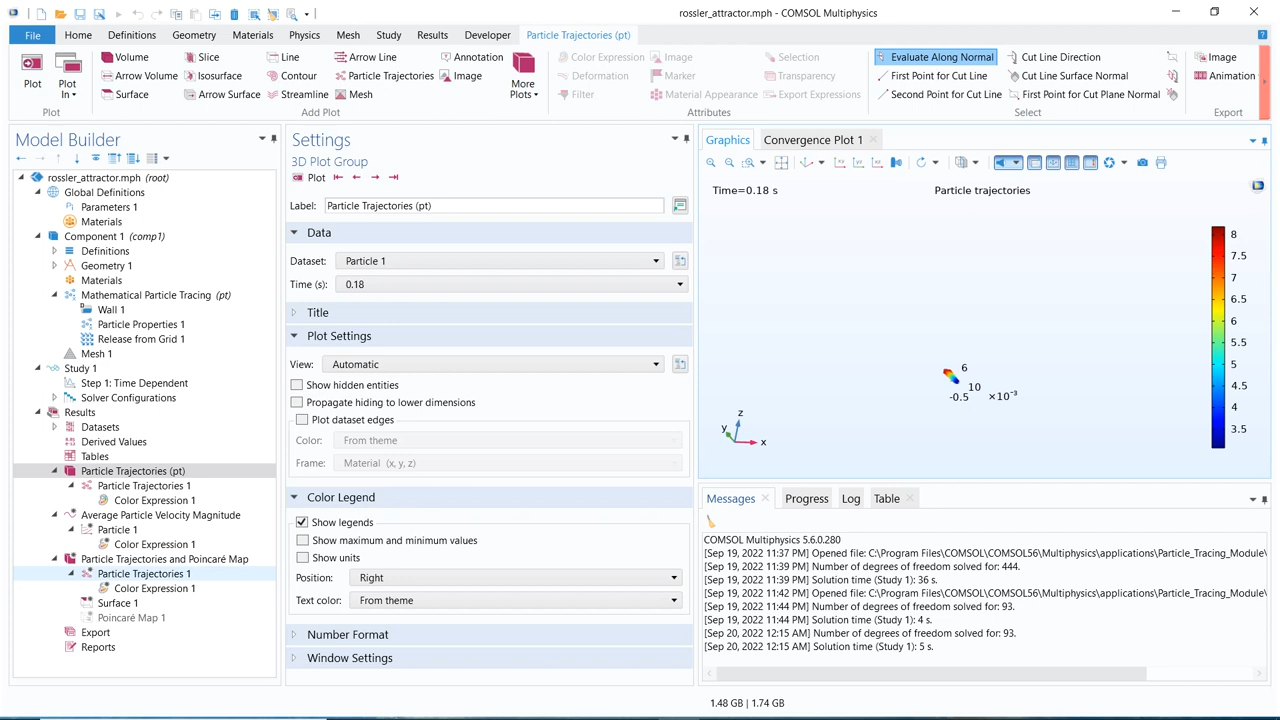 rossler_attractor.mph - COMSOL Multiphysics
File Home Definitions Geometry Materials Physics Mesh Study Results Developer Particle Trajectories (pt)
Plot
Plot In
Plot
Volume Slice Line Arrow Line Annotation
Arrow Volume Isosurface Contour Particle Trajectories Image
Surface Arrow Surface Streamline Mesh
More Plots
Add Plot
Color Expression Image Selection
Deformation Marker Transparency
Filter Material Appearance Export Expressions
Attributes
Evaluate Along Normal Cut Line Direction
First Point for Cut Line Cut Line Surface Normal
Second Point for Cut Line First Point for Cut Plane Normal
Select
Image
Animation
Export
Model Builder
rossler_attractor.mph (root)
Global Definitions
Parameters 1
Materials
Component 1 (comp1)
Definitions
Geometry 1
Materials
Mathematical Particle Tracing (pt)
Wall 1
Particle Properties 1
Release from Grid 1
Mesh 1
Study 1
Step 1: Time Dependent
Solver Configurations
Results
Datasets
Derived Values
Tables
Particle Trajectories (pt)
Particle Trajectories 1
Color Expression 1
Average Particle Velocity Magnitude
Particle 1
Color Expression 1
Particle Trajectories and Poincaré Map
Particle Trajectories 1
Color Expression 1
Surface 1
Poincaré Map 1
Export
Reports
Settings
3D Plot Group
Plot
Label: Particle Trajectories (pt)
Data
Dataset: Particle 1
Time (s): 0.18
Title
Plot Settings
View: Automatic
Show hidden entities
Propagate hiding to lower dimensions
Plot dataset edges
Color: From theme
Frame: Material (x, y, z)
Color Legend
Show legends
Show maximum and minimum values
Show units
Position: Right
Text color: From theme
Number Format
Window Settings
Graphics Convergence Plot 1
Time=0.18 s Particle trajectories
8
7.5
7
6.5
6
5.5
5
4.5
4
3.5
6
10
-0.5 ×10⁻³
z
y
x
Messages Progress Log Table
COMSOL Multiphysics 5.6.0.280
[Sep 19, 2022 11:37 PM] Opened file: C:\Program Files\COMSOL\COMSOL56\Multiphysics\applications\Particle_Tracing_Module\
[Sep 19, 2022 11:39 PM] Number of degrees of freedom solved for: 444.
[Sep 19, 2022 11:39 PM] Solution time (Study 1): 36 s.
[Sep 19, 2022 11:42 PM] Opened file: C:\Program Files\COMSOL\COMSOL56\Multiphysics\applications\Particle_Tracing_Module\
[Sep 19, 2022 11:44 PM] Number of degrees of freedom solved for: 93.
[Sep 19, 2022 11:44 PM] Solution time (Study 1): 4 s.
[Sep 20, 2022 12:15 AM] Number of degrees of freedom solved for: 93.
[Sep 20, 2022 12:15 AM] Solution time (Study 1): 5 s.
1.48 GB | 1.74 GB